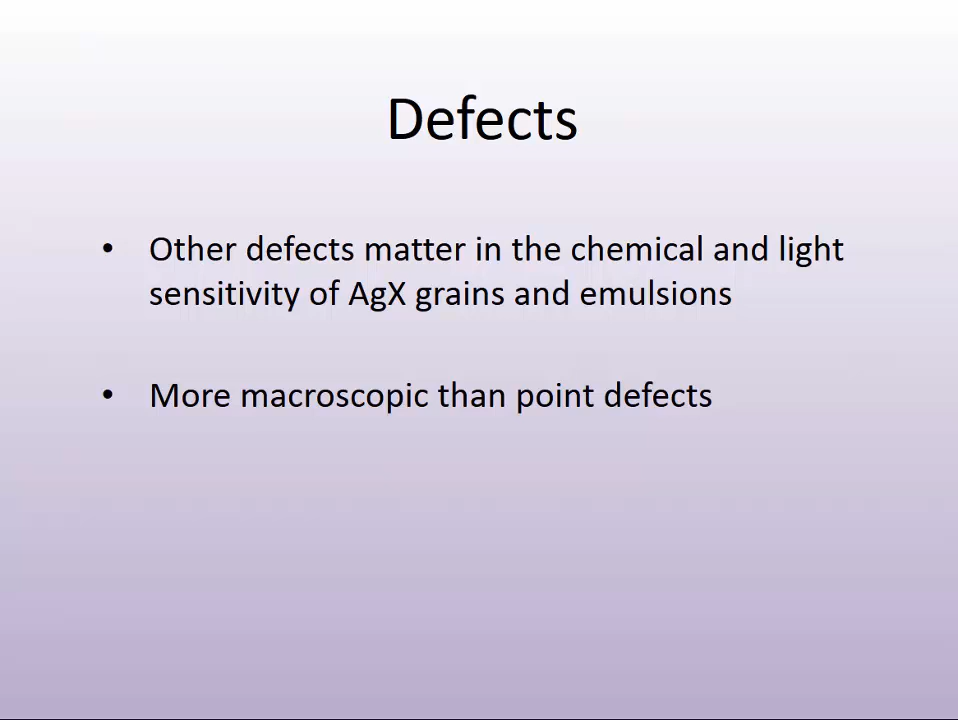 Defects
• Other defects matter in the chemical and light
sensitivity of AgX grains and emulsions
• More macroscopic than point defects